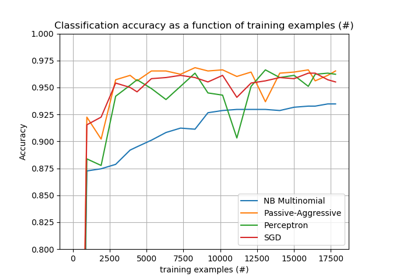 Classification accuracy as a function of training examples (#)
1.000
0.975
0.950
0.925
0.900
0.875
0.850
0.825
0.800
Accuracy
NB Multinomial
Passive-Aggressive
Perceptron
SGD
0 2500 5000 7500 10000 12500 15000 17500
training examples (#)